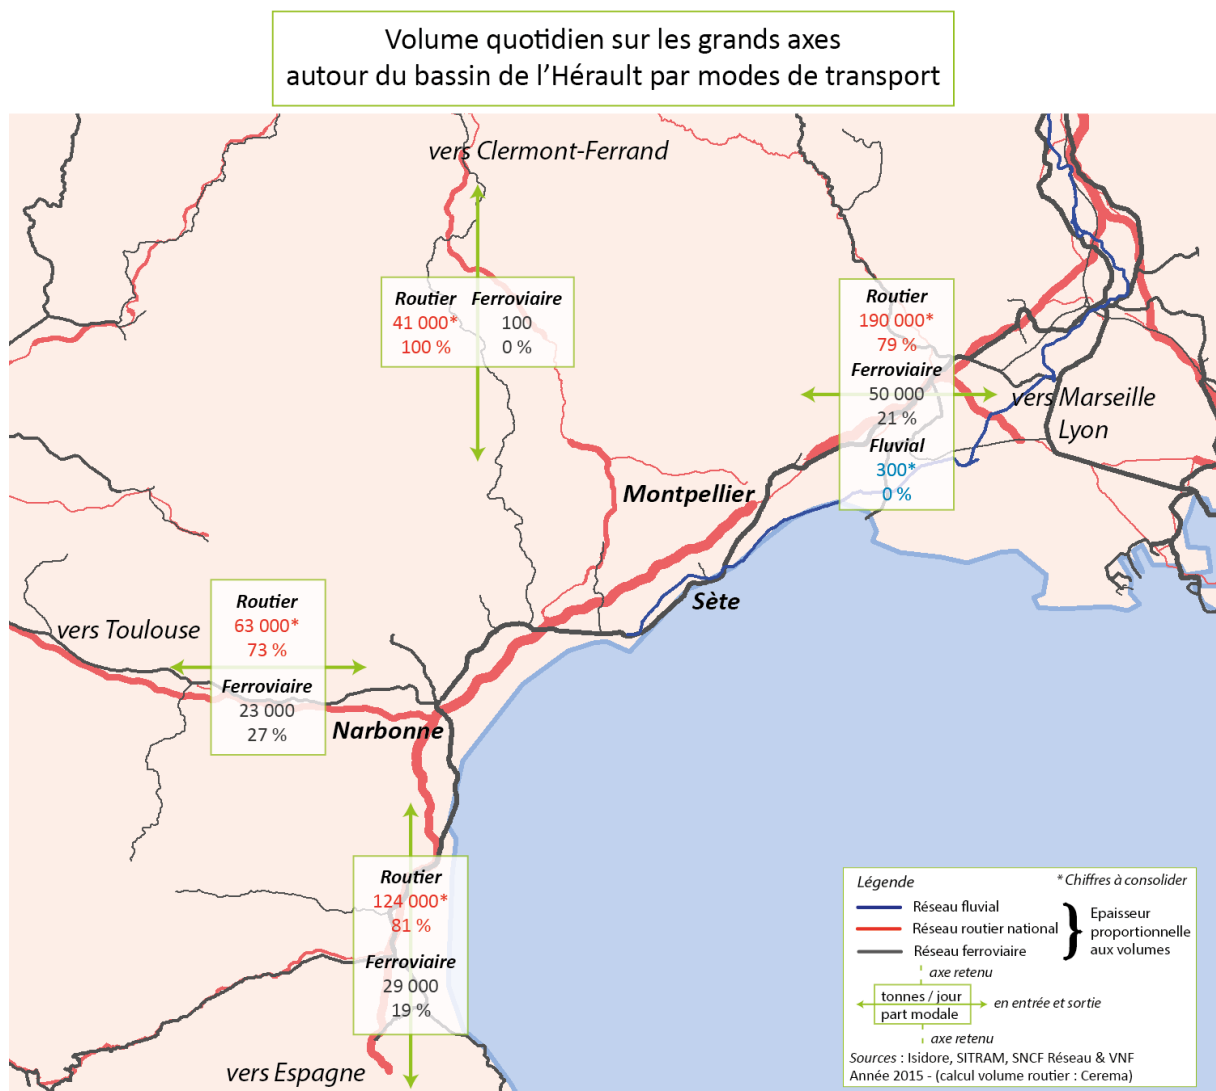 Volume quotidien sur les grands axes
autour du bassin de l’Hérault par modes de transport
vers Clermont-Ferrand
Routier Ferroviaire
41 000* 100
100 % 0 %
Routier
190 000*
79 %
Ferroviaire
50 000
21 %
Fluvial
300*
0 %
vers Marseille
Lyon
Montpellier
Sète
vers Toulouse
Routier
63 000*
73 %
Ferroviaire
23 000
27 %
Narbonne
Routier
124 000*
81 %
Ferroviaire
29 000
19 %
vers Espagne
Légende
* Chiffres à consolider
Réseau fluvial
Réseau routier national
Réseau ferroviaire
Epaisseur
proportionnelle
aux volumes
axe retenu
tonnes / jour
part modale
en entrée et sortie
axe retenu
Sources : Isidore, SITRAM, SNCF Réseau & VNF
Année 2015 - (calcul volume routier : Cerema)